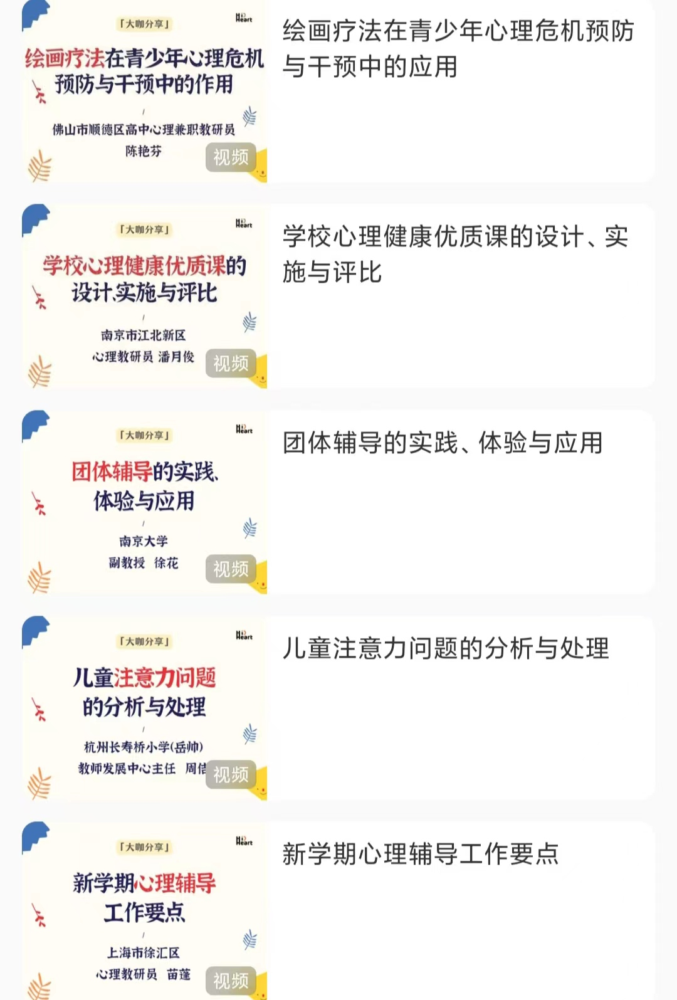 「大咖分享」
Hi Heart
绘画疗法在青少年心理危机
预防与干预中的作用
佛山市顺德区高中心理兼职教研员
陈艳芬
视频
绘画疗法在青少年心理危机预防
与干预中的应用
「大咖分享」
Hi Heart
学校心理健康优质课的
设计、实施与评比
南京市江北新区
心理教研员 潘月俊
视频
学校心理健康优质课的设计、实
施与评比
「大咖分享」
Hi Heart
团体辅导的实践、
体验与应用
南京大学
副教授 徐花
视频
团体辅导的实践、体验与应用
「大咖分享」
Hi Heart
儿童注意力问题
的分析与处理
杭州长寿桥小学(岳帅)
教师发展中心主任 周信
视频
儿童注意力问题的分析与处理
「大咖分享」
Hi Heart
新学期心理辅导
工作要点
上海市徐汇区
心理教研员 苗蓬
视频
新学期心理辅导工作要点